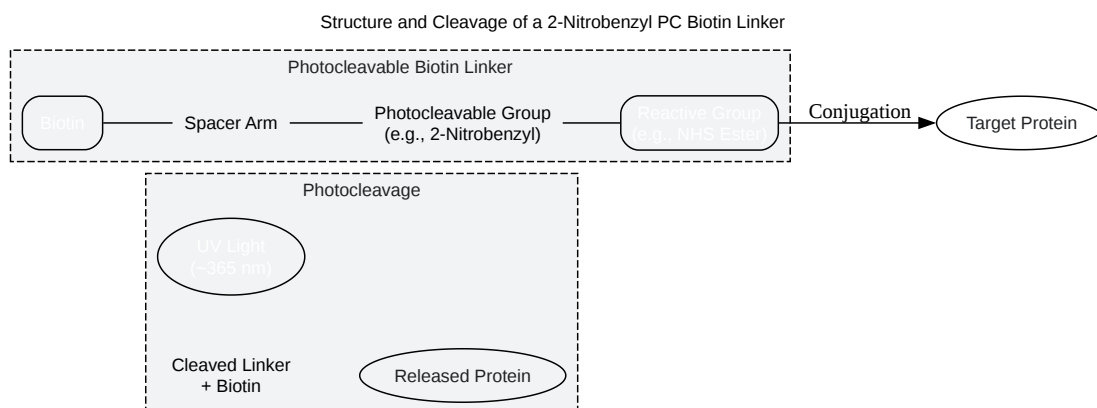 Structure and Cleavage of a 2-Nitrobenzyl PC Biotin Linker
Photocleavable Biotin Linker
Biotin
Spacer Arm
Photocleavable Group
(e.g., 2-Nitrobenzyl)
Reactive Group
(e.g., NHS Ester)
Conjugation
Target Protein
Photocleavage
UV Light
(~365 nm)
Cleaved Linker
+ Biotin
Released Protein